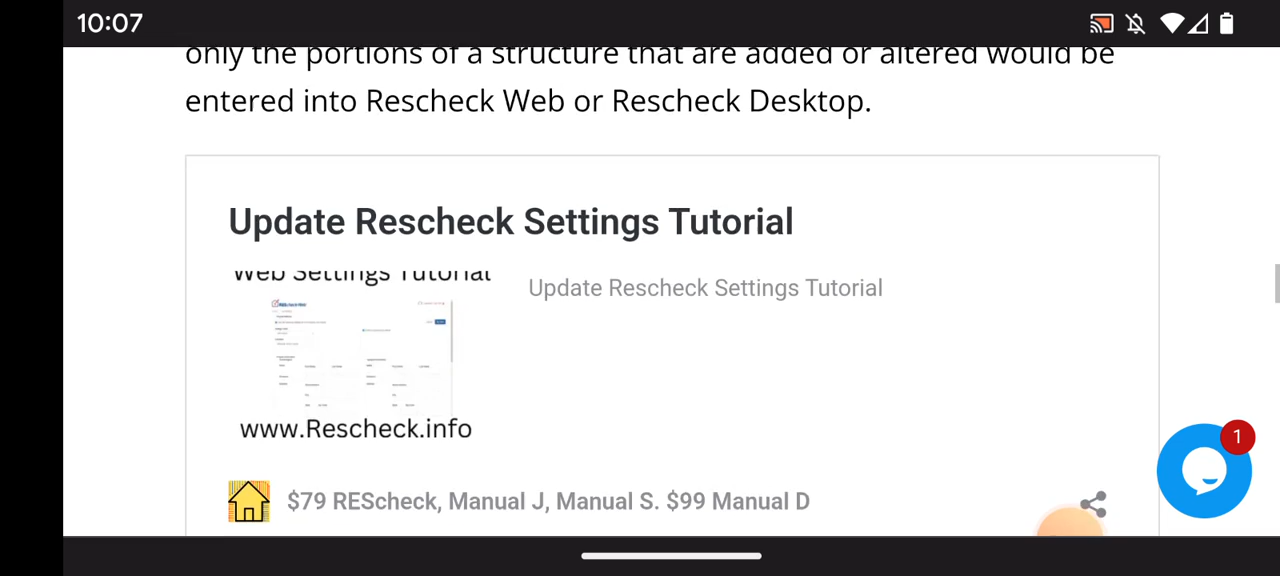 10:07
only the portions of a structure that are added or altered would be
entered into Rescheck Web or Rescheck Desktop.
Update Rescheck Settings Tutorial
Web Settings Tutorial
Update Rescheck Settings Tutorial
www.Rescheck.info
1
$79 REScheck, Manual J, Manual S. $99 Manual D